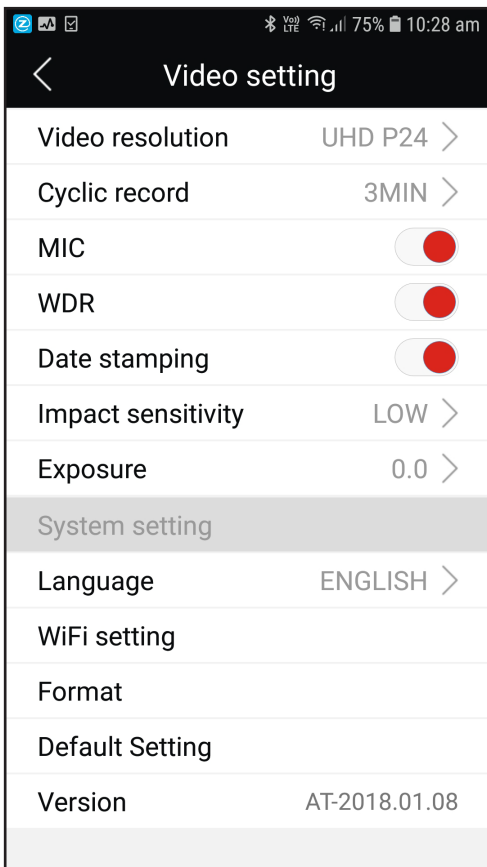 Vo)) LTE 75% 10:28 am
Video setting
Video resolution UHD P24
Cyclic record 3MIN
MIC
WDR
Date stamping
Impact sensitivity LOW
Exposure 0.0
System setting
Language ENGLISH
WiFi setting
Format
Default Setting
Version AT-2018.01.08